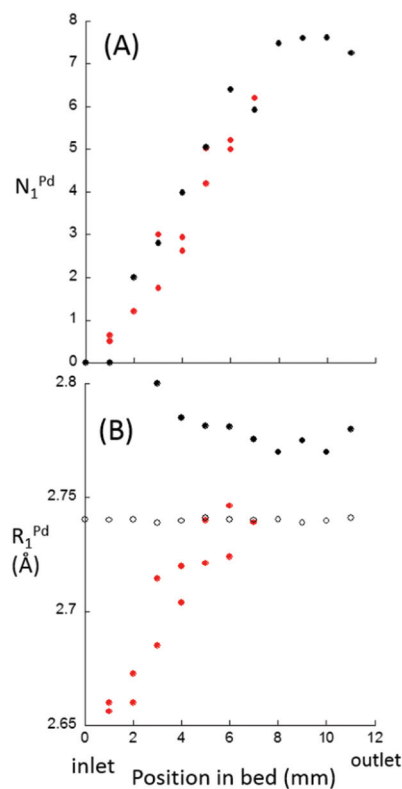 (A)
8
7
6
5
4
3
2
1
0
N₁ᴾᵈ
(B)
2.8
2.75
2.7
2.65
R₁ᴾᵈ
(Å)
0 2 4 6 8 10 12
inlet
outlet
Position in bed (mm)